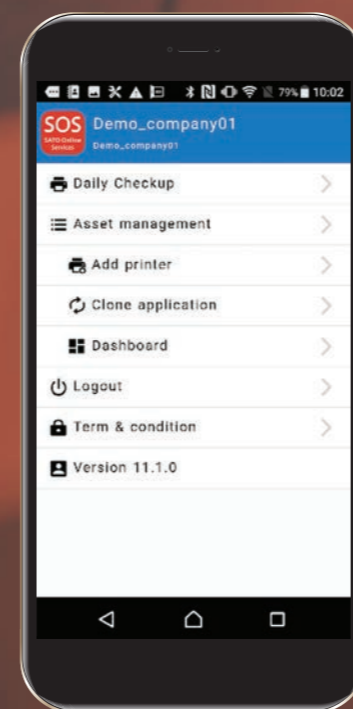 79% 10:02
SOS
SATO Online
Services
Demo_company01
Demo_company01
Daily Checkup
Asset management
Add printer
Clone application
Dashboard
Logout
Term & condition
Version 11.1.0